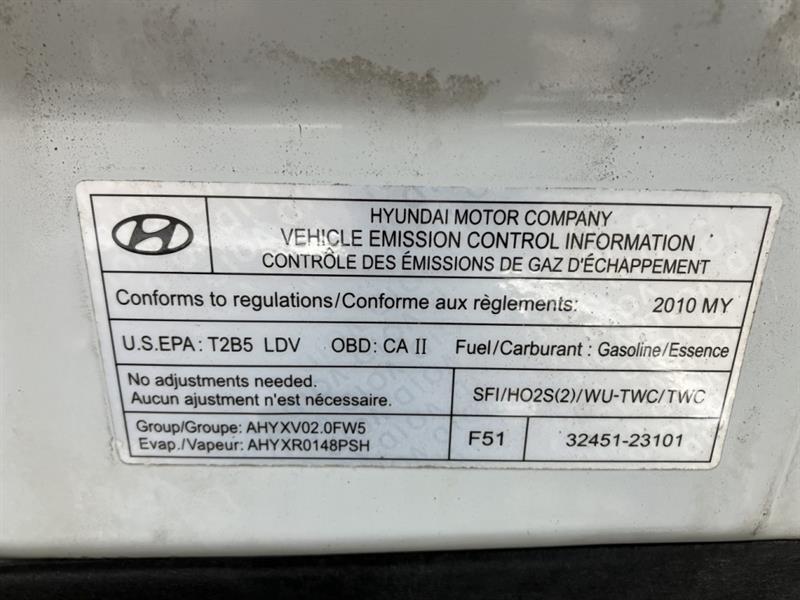 HYUNDAI MOTOR COMPANY
VEHICLE EMISSION CONTROL INFORMATION
CONTRÔLE DES ÉMISSIONS DE GAZ D'ÉCHAPPEMENT
Conforms to regulations/Conforme aux règlements: 2010 MY
U.S.EPA: T2B5 LDV OBD: CA II Fuel/Carburant : Gasoline/Essence
No adjustments needed.
Aucun ajustment n'est nécessaire.
SFI/HO2S(2)/WU-TWC/TWC
Group/Groupe: AHYXV02.0FW5
Evap./Vapeur: AHYXR0148PSH
F51
32451-23101